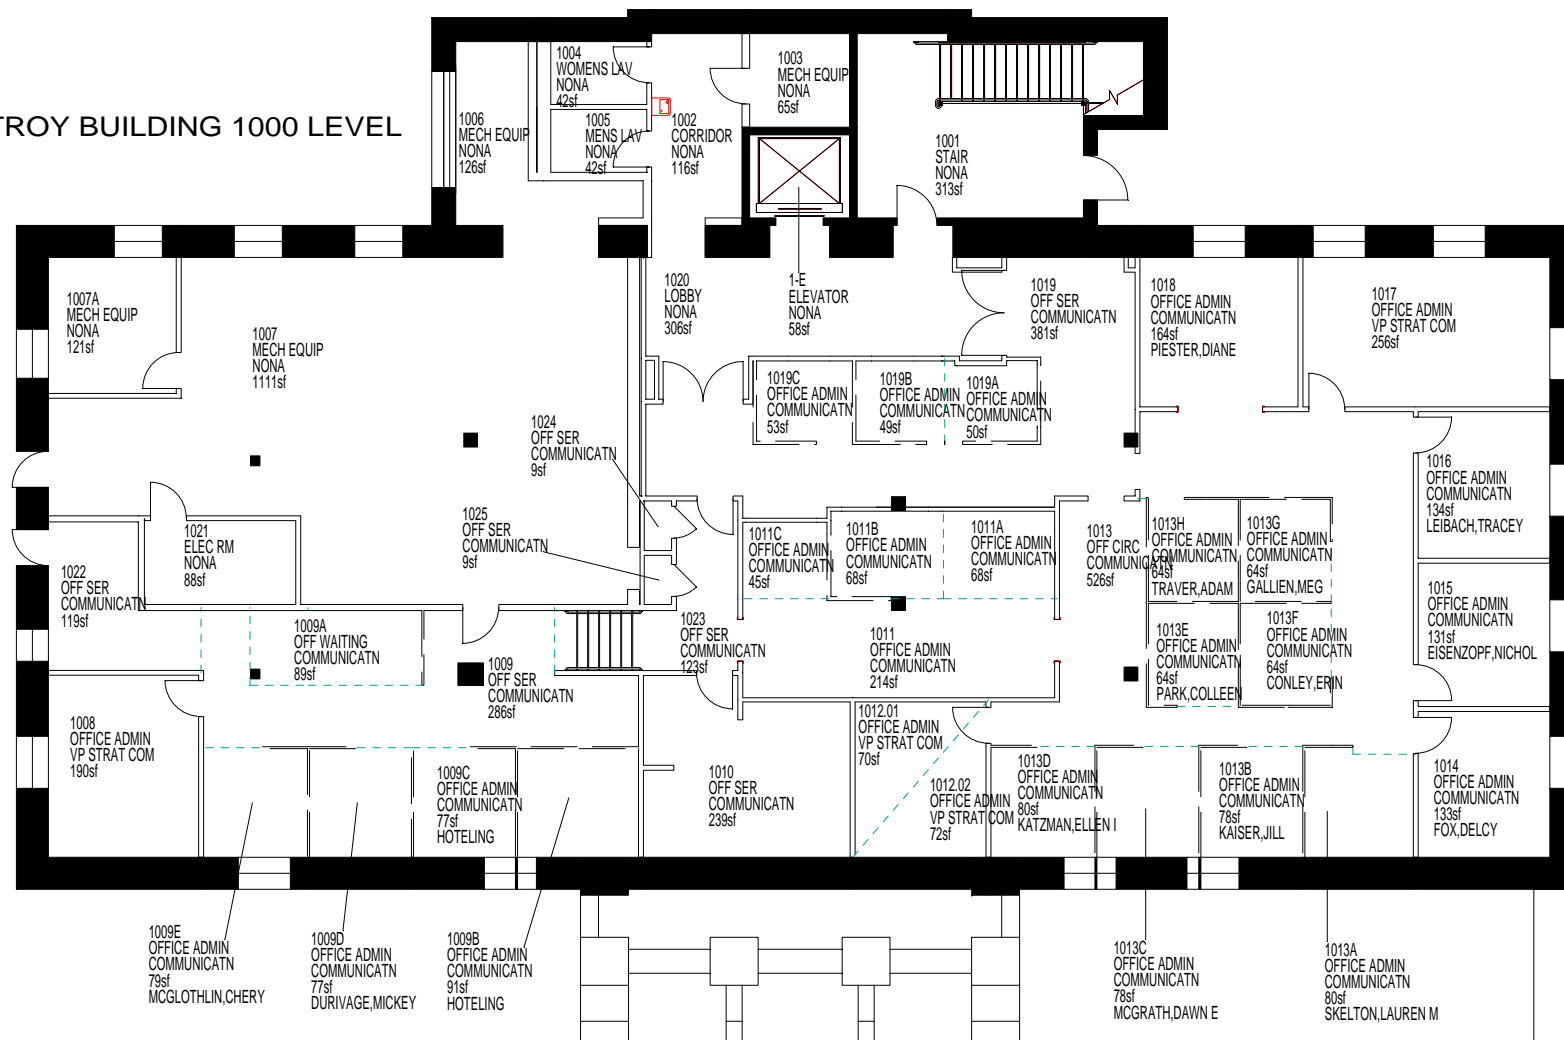 TROY BUILDING 1000 LEVEL
1004
WOMENS LAV
NONA
42sf
1003
MECH EQUIP
NONA
65sf
1006
MECH EQUIP
NONA
126sf
1005
MENS LAV
NONA
42sf
1002
CORRIDOR
NONA
116sf
1001
STAIR
NONA
313sf
1007A
MECH EQUIP
NONA
121sf
1007
MECH EQUIP
NONA
1111sf
1020
LOBBY
NONA
306sf
1-E
ELEVATOR
NONA
58sf
1019
OFF SER
COMMUNICATN
381sf
1018
OFFICE ADMIN
COMMUNICATN
164sf
PIESTER,DIANE
1017
OFFICE ADMIN
VP STRAT COM
256sf
1019C
OFFICE ADMIN
COMMUNICATN
53sf
1019B
OFFICE ADMIN
COMMUNICATN
49sf
1019A
OFFICE ADMIN
COMMUNICATN
50sf
1024
OFF SER
COMMUNICATN
9sf
1016
OFFICE ADMIN
COMMUNICATN
134sf
LEIBACH,TRACEY
1025
OFF SER
COMMUNICATN
9sf
1021
ELEC RM
NONA
88sf
1022
OFF SER
COMMUNICATN
119sf
1011C
OFFICE ADMIN
COMMUNICATN
45sf
1011B
OFFICE ADMIN
COMMUNICATN
68sf
1011A
OFFICE ADMIN
COMMUNICATN
68sf
1013
OFF CIRC
COMMUNICATN
526sf
1013H
OFFICE ADMIN
COMMUNICATN
64sf
TRAVER,ADAM
1013G
OFFICE ADMIN
COMMUNICATN
64sf
GALLIEN,MEG
1015
OFFICE ADMIN
COMMUNICATN
131sf
EISENZOPF,NICHOL
1009A
OFF WAITING
COMMUNICATN
89sf
1009
OFF SER
COMMUNICATN
286sf
1023
OFF SER
COMMUNICATN
123sf
1011
OFFICE ADMIN
COMMUNICATN
214sf
1013E
OFFICE ADMIN
COMMUNICATN
64sf
PARK,COLLEEN
1013F
OFFICE ADMIN
COMMUNICATN
64sf
CONLEY,ERIN
1008
OFFICE ADMIN
VP STRAT COM
190sf
1009C
OFFICE ADMIN
COMMUNICATN
77sf
HOTELING
1010
OFF SER
COMMUNICATN
239sf
1012.01
OFFICE ADMIN
VP STRAT COM
70sf
1012.02
OFFICE ADMIN
VP STRAT COM
72sf
1013D
OFFICE ADMIN
COMMUNICATN
80sf
KATZMAN,ELLEN I
1013B
OFFICE ADMIN
COMMUNICATN
78sf
KAISER,JILL
1014
OFFICE ADMIN
COMMUNICATN
133sf
FOX,DELCY
1009E
OFFICE ADMIN
COMMUNICATN
79sf
MCGLOTHLIN,CHERY
1009D
OFFICE ADMIN
COMMUNICATN
77sf
DURIVAGE,MICKEY
1009B
OFFICE ADMIN
COMMUNICATN
91sf
HOTELING
1013C
OFFICE ADMIN
COMMUNICATN
78sf
MCGRATH,DAWN E
1013A
OFFICE ADMIN
COMMUNICATN
80sf
SKELTON,LAUREN M